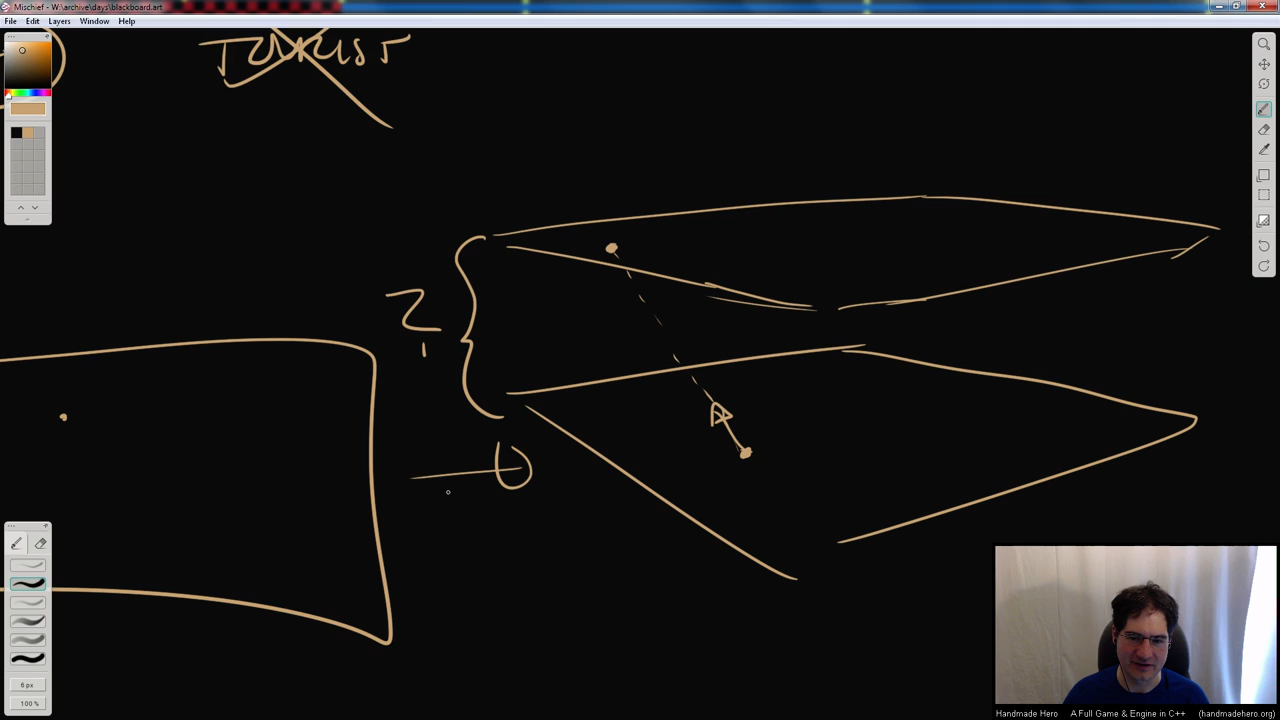 Mischief - W:\archive\days\blackboard.art
File Edit Layers Window Help
Z
6 px
100 %
Handmade Hero A Full Game & Engine in C++ (handmadehero.org)